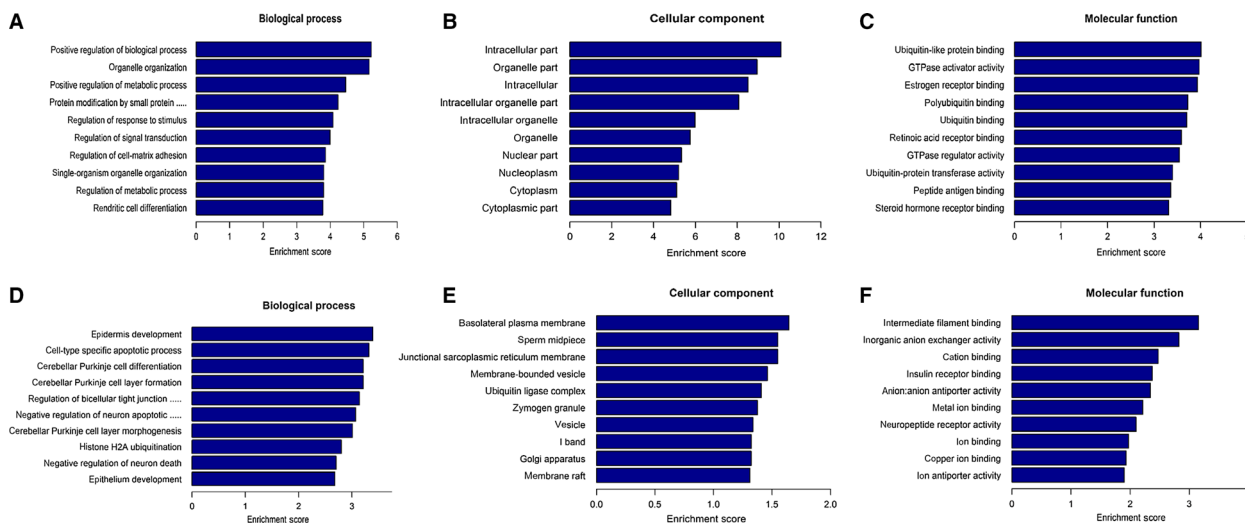 A
Biological process
Positive regulation of biological process
Organelle organization
Positive regulation of metabolic process
Protein modification by small protein .....
Regulation of response to stimulus
Regulation of signal transduction
Regulation of cell-matrix adhesion
Single-organism organelle organization
Regulation of metabolic process
Rendritic cell differentiation
0 1 2 3 4 5 6
Enrichment score
B
Cellular component
Intracellular part
Organelle part
Intracellular
Intracellular organelle part
Intracellular organelle
Organelle
Nuclear part
Nucleoplasm
Cytoplasm
Cytoplasmic part
0 2 4 6 8 10 12
Enrichment score
C
Molecular function
Ubiquitin-like protein binding
GTPase activator activity
Estrogen receptor binding
Polyubiquitin binding
Ubiquitin binding
Retinoic acid receptor binding
GTPase regulator activity
Ubiquitin-protein transferase activity
Peptide antigen binding
Steroid hormone receptor binding
0 1 2 3 4
Enrichment score
D
Biological process
Epidermis development
Cell-type specific apoptotic process
Cerebellar Purkinje cell differentiation
Cerebellar Purkinje cell layer formation
Regulation of bicellular tight junction .....
Negative regulation of neuron apoptotic .....
Cerebellar Purkinje cell layer morphogenesis
Histone H2A ubiquitination
Negative regulation of neuron death
Epithelium development
0 1 2 3
Enrichment score
E
Cellular component
Basolateral plasma membrane
Sperm midpiece
Junctional sarcoplasmic reticulum membrane
Membrane-bounded vesicle
Ubiquitin ligase complex
Zymogen granule
Vesicle
I band
Golgi apparatus
Membrane raft
0.0 0.5 1.0 1.5 2.0
Enrichment score
F
Molecular function
Intermediate filament binding
Inorganic anion exchanger activity
Cation binding
Insulin receptor binding
Anion:anion antiporter activity
Metal ion binding
Neuropeptide receptor activity
Ion binding
Copper ion binding
Ion antiporter activity
0 1 2 3
Enrichment score